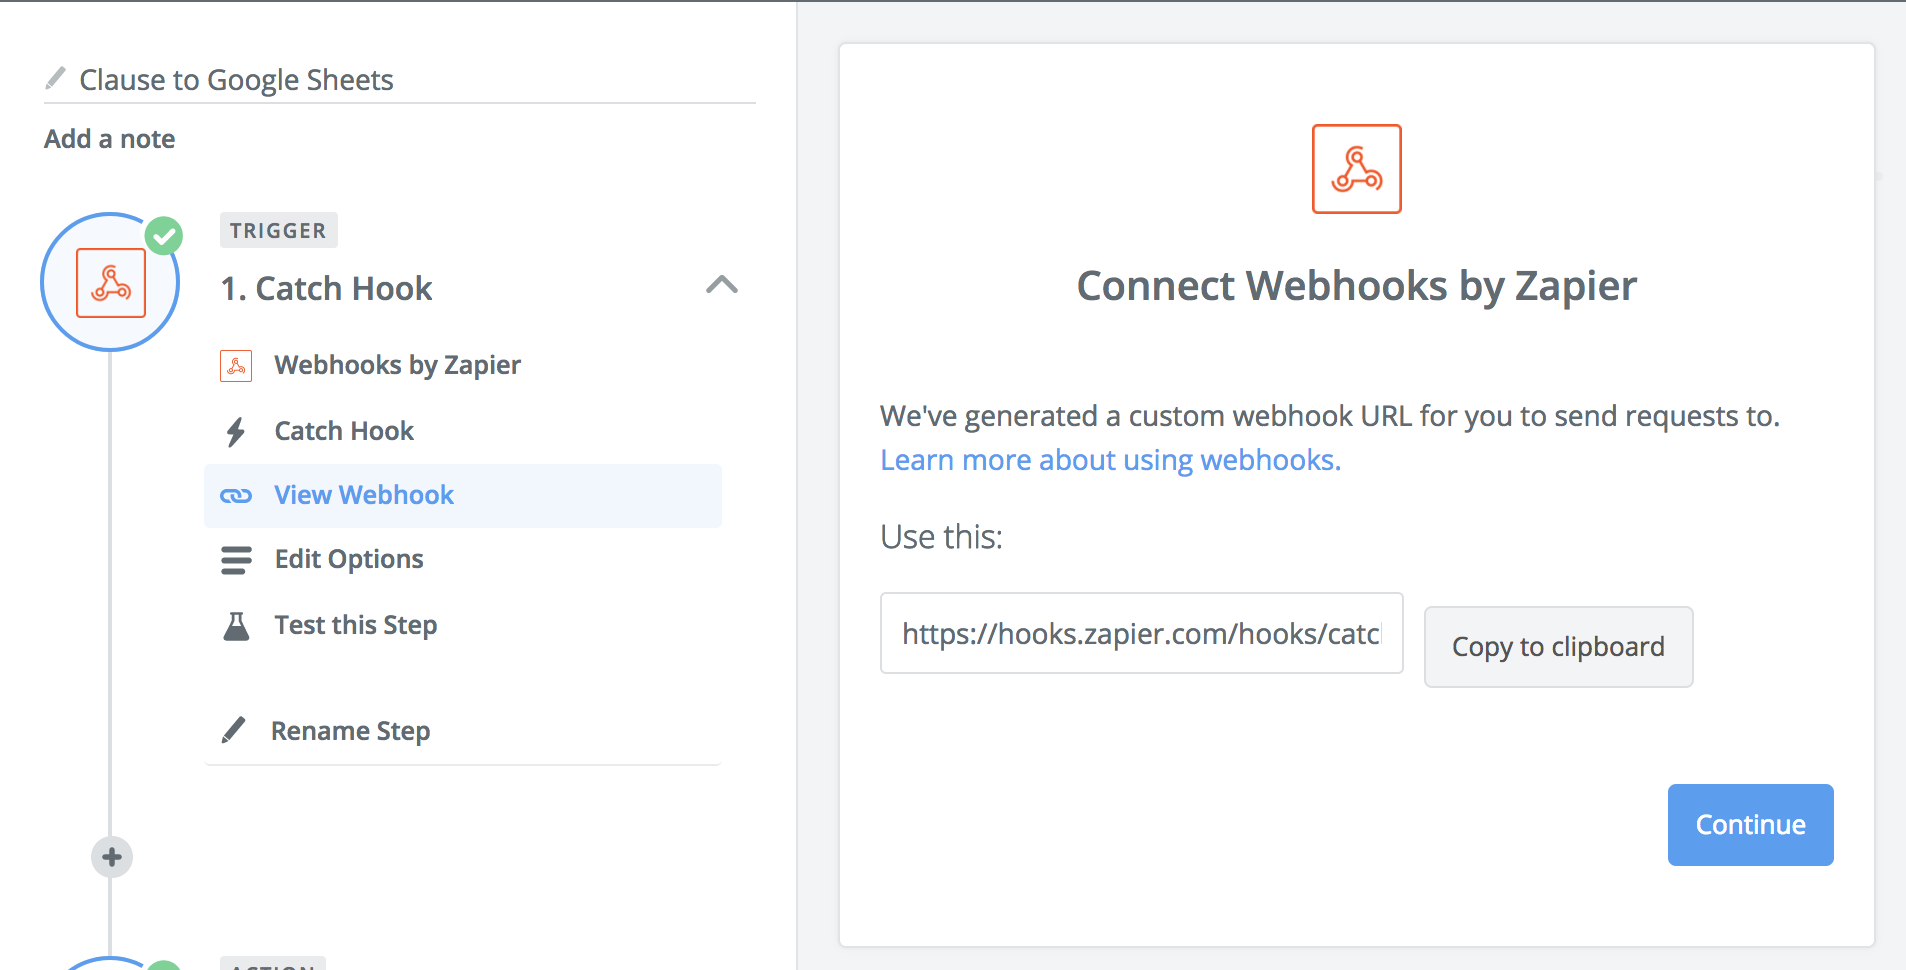 Clause to Google Sheets
Add a note
TRIGGER
1. Catch Hook
Webhooks by Zapier
Catch Hook
View Webhook
Edit Options
Test this Step
Rename Step
ACTION
Connect Webhooks by Zapier
We've generated a custom webhook URL for you to send requests to.
Learn more about using webhooks.
Use this:
https://hooks.zapier.com/hooks/catc
Copy to clipboard
Continue